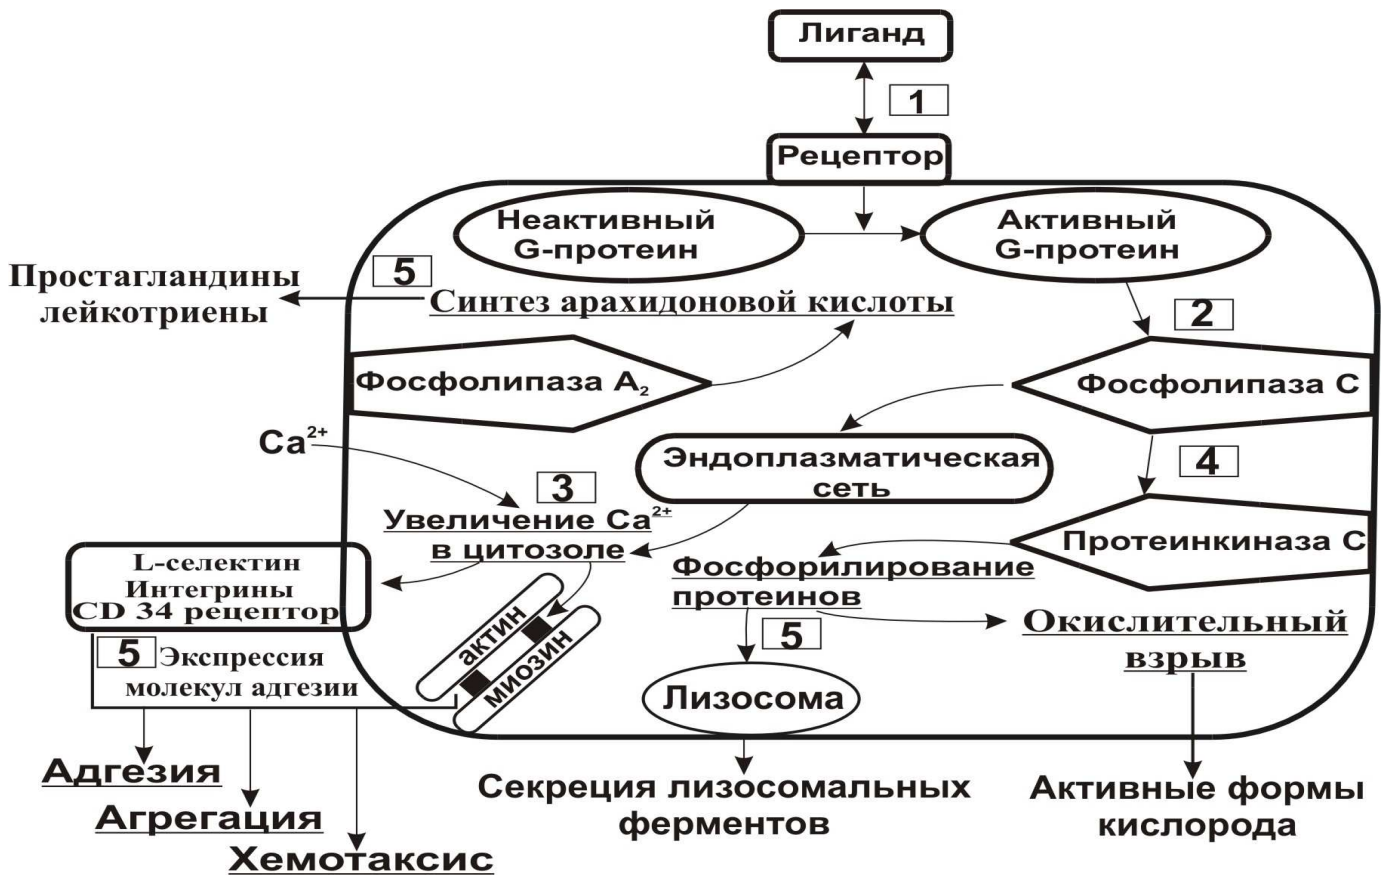 Лиганд
1
Рецептор
Неактивный
G-протеин
Активный
G-протеин
5
Простагландины
лейкотриены
Синтез арахидоновой кислоты
2
Фосфолипаза А₂
Фосфолипаза С
Ca²⁺
Эндоплазматическая
сеть
4
3
Увеличение Ca²⁺
в цитозоле
Протеинкиназа С
L-селектин
Интегрины
CD 34 рецептор
Фосфорилирование
протеинов
актин
миозин
5
Окислительный
взрыв
5
Экспрессия
молекул адгезии
Лизосома
Адгезия
Агрегация
Хемотаксис
Секреция лизосомальных
ферментов
Активные формы
кислорода